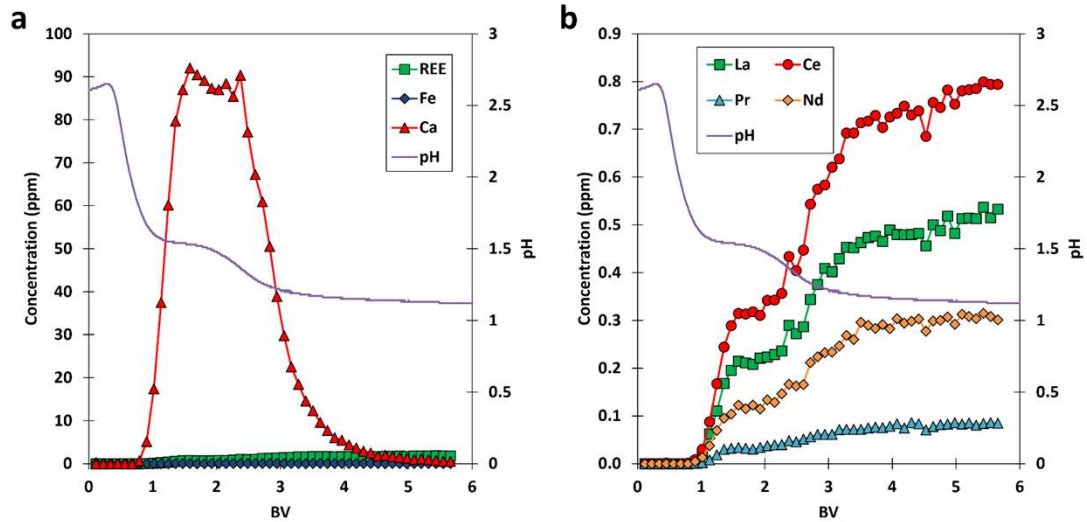 a
100
90
80
70
60
50
40
30
20
10
0
Concentration (ppm)
3
2.5
2
1.5
1
0.5
0
pH
0 1 2 3 4 5 6
BV
REE
Fe
Ca
pH
b
0.9
0.8
0.7
0.6
0.5
0.4
0.3
0.2
0.1
0.0
Concentration (ppm)
3
2.5
2
1.5
1
0.5
0
pH
0 1 2 3 4 5 6
BV
La Ce
Pr Nd
pH